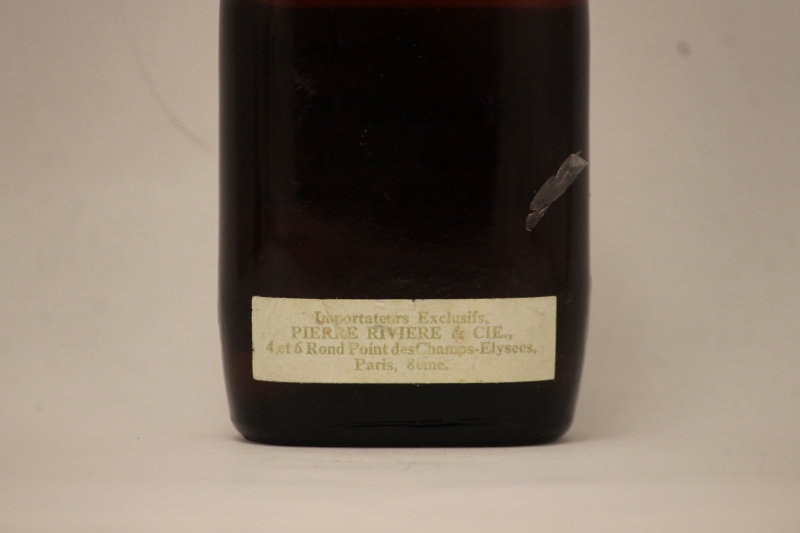 Importateurs Exclusifs,
PIERRE RIVIERE & CIE.,
4 et 6 Rond Point des Champs-Elysees,
Paris, 8eme.